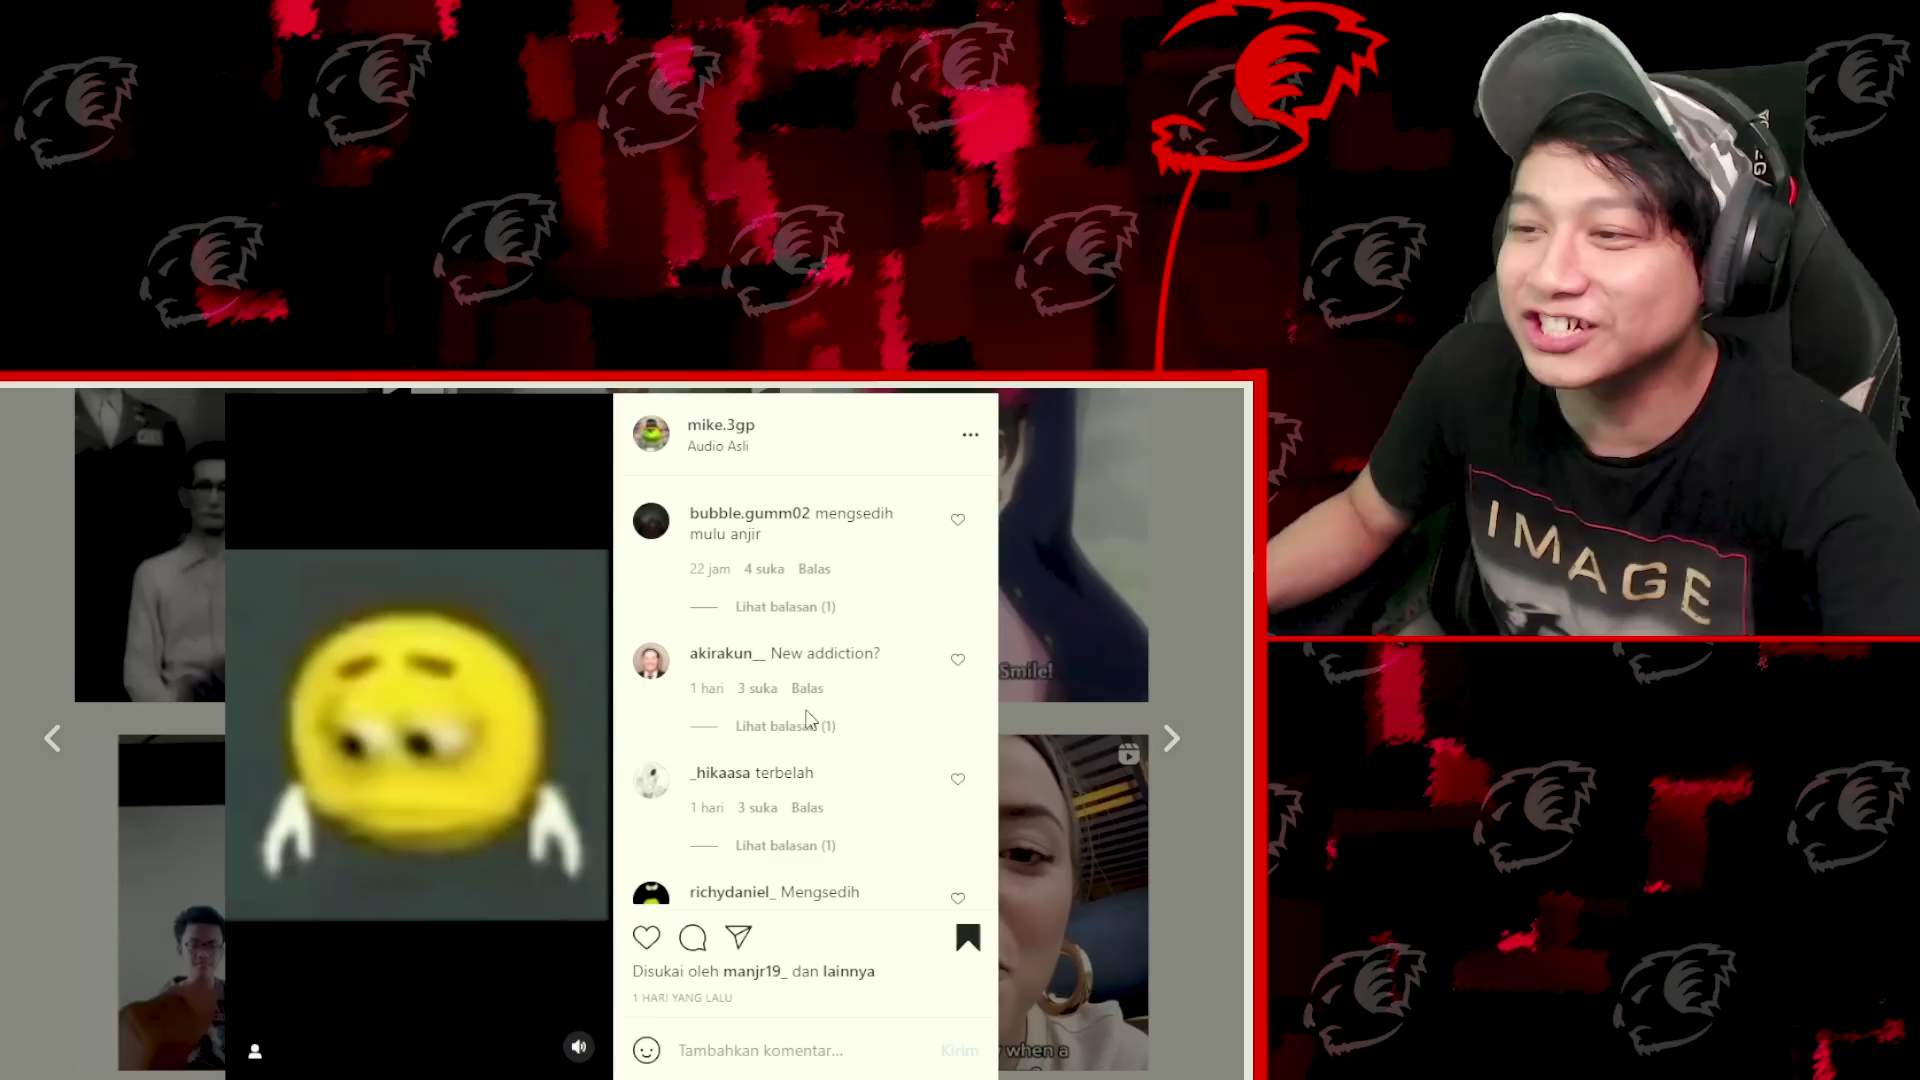 mike.3gp
Audio Asli
bubble.gumm02 mengsedih
mulu anjir
22 jam 4 suka Balas
Lihat balasan (1)
akirakun__ New addiction?
1 hari 3 suka Balas
Lihat balasan (1)
_hikaasa terbelah
1 hari 3 suka Balas
Lihat balasan (1)
richydaniel_ Mengsedih
Disukai oleh manjr19_ dan lainnya
1 HARI YANG LALU
Tambahkan komentar...
Kirim
Smile!
when a
IMAGE